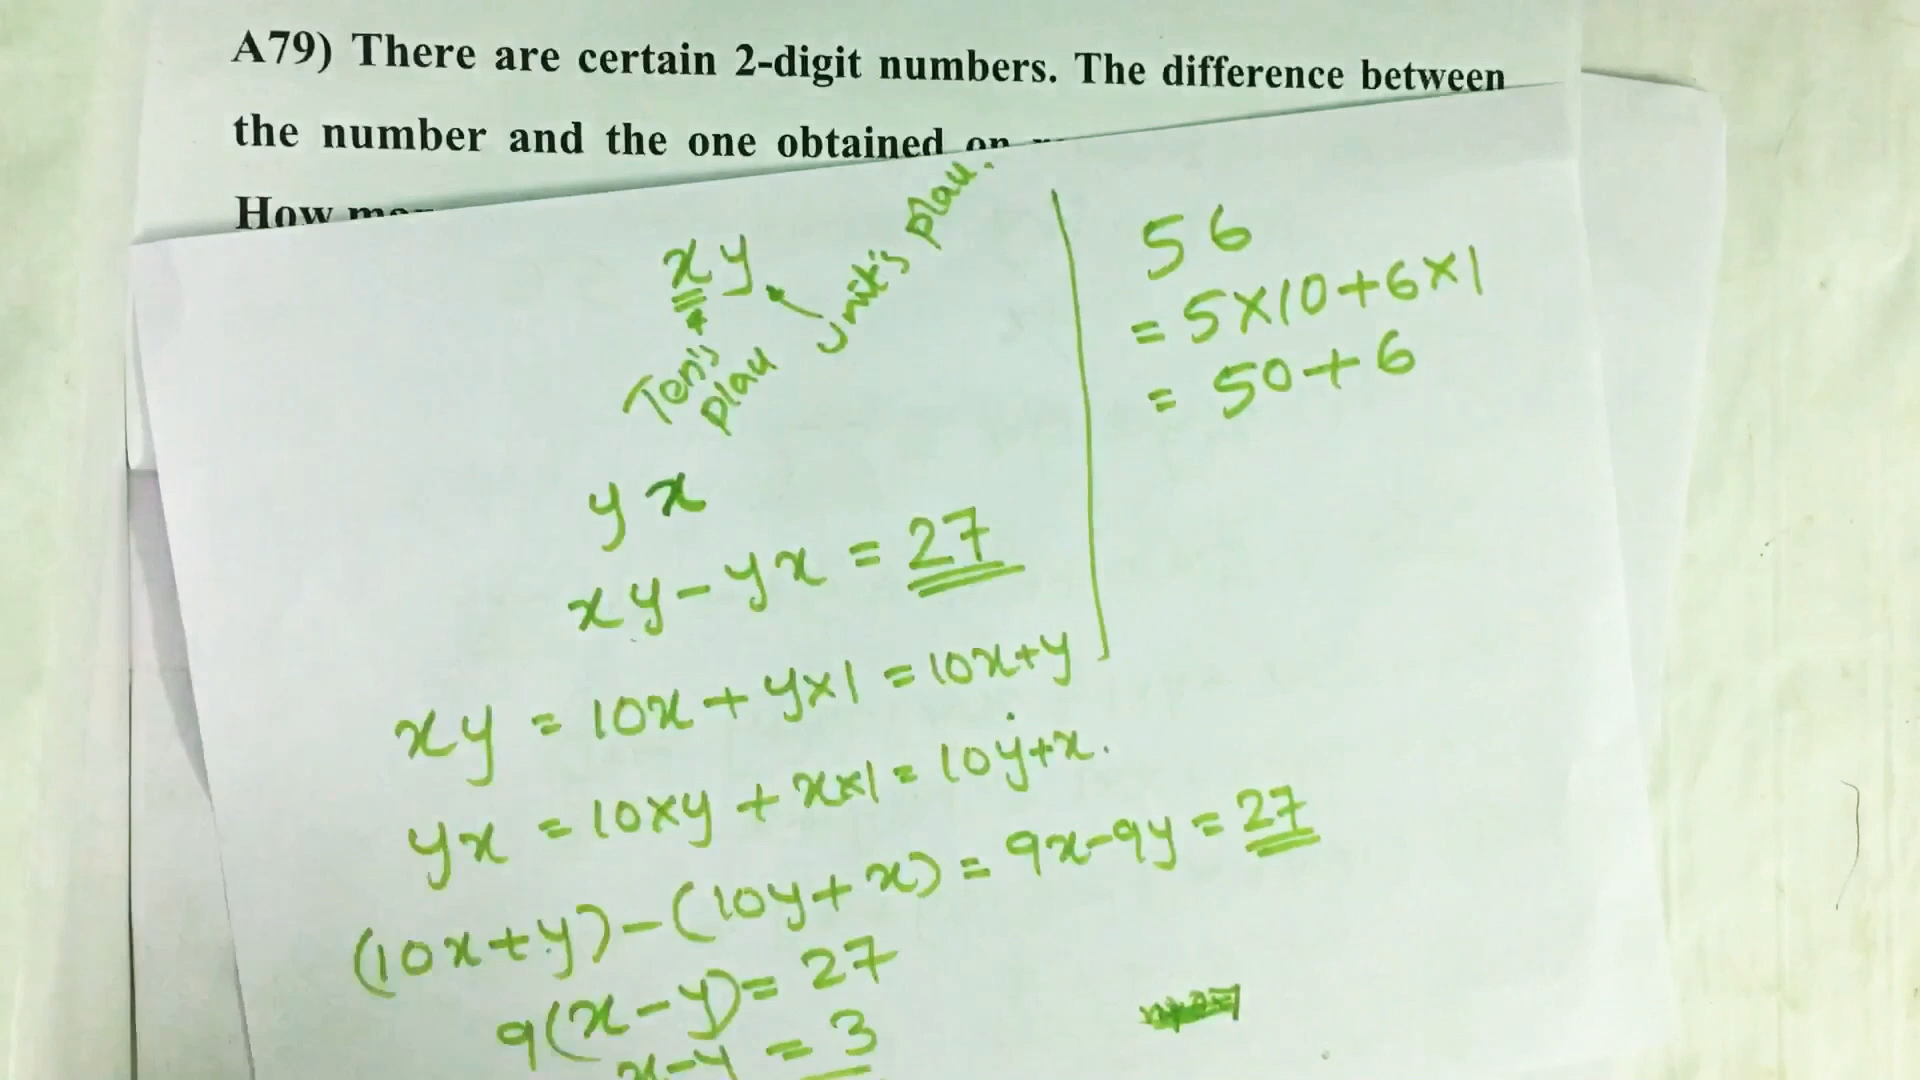 A79) There are certain 2-digit numbers. The difference between
the number and the one obtained on
How
xy
Ten's place
Unit's place.
yx
xy-yx = 27
xy = 10x + y×1 = 10x+y
yx = 10×y + x×1 = 10y+x.
(10x+y)-(10y+x) = 9x-9y = 27
9(x-y) = 27
x-y = 3
56
= 5×10+6×1
= 50+6